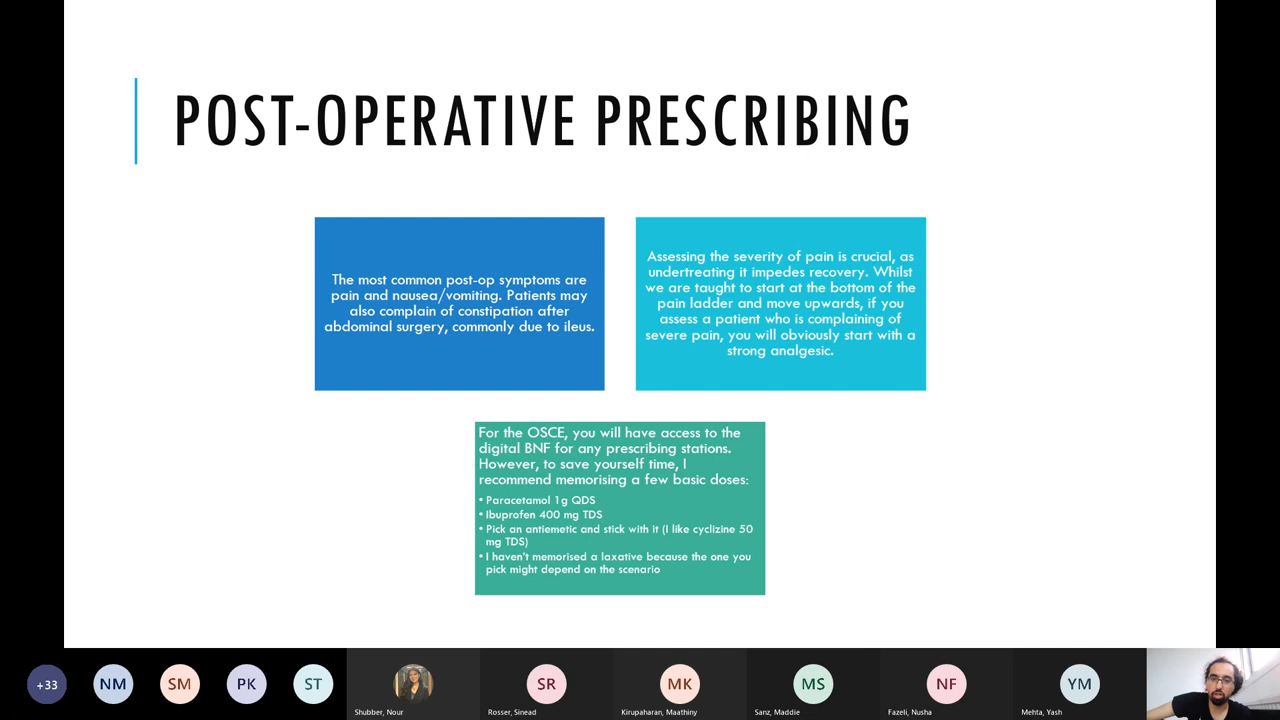 POST-OPERATIVE PRESCRIBING
The most common post-op symptoms are
pain and nausea/vomiting. Patients may
also complain of constipation after
abdominal surgery, commonly due to ileus.
Assessing the severity of pain is crucial, as
undertreating it impedes recovery. Whilst
we are taught to start at the bottom of the
pain ladder and move upwards, if you
assess a patient who is complaining of
severe pain, you will obviously start with a
strong analgesic.
For the OSCE, you will have access to the
digital BNF for any prescribing stations.
However, to save yourself time, I
recommend memorising a few basic doses:
• Paracetamol 1g QDS
• Ibuprofen 400 mg TDS
• Pick an antiemetic and stick with it (I like cyclizine 50
mg TDS)
• I haven't memorised a laxative because the one you
pick might depend on the scenario
+33
NM
SM
PK
ST
Shubber, Nour
SR
Rosser, Sinead
MK
Kirupaharan, Maathiny
MS
Sanz, Maddie
NF
Fazeli, Nusha
YM
Mehta, Yash